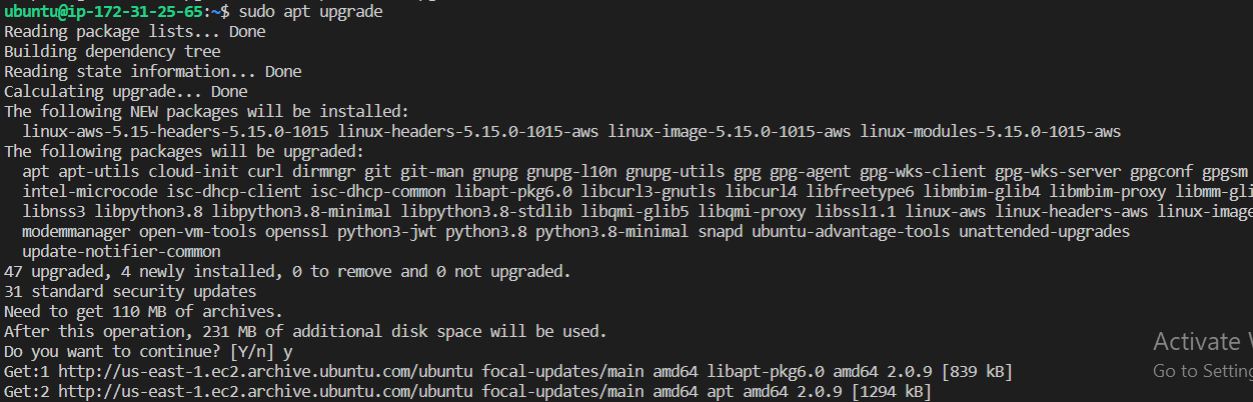 ubuntu@ip-172-31-25-65:~$ sudo apt upgrade
Reading package lists... Done
Building dependency tree
Reading state information... Done
Calculating upgrade... Done
The following NEW packages will be installed:
  linux-aws-5.15-headers-5.15.0-1015 linux-headers-5.15.0-1015-aws linux-image-5.15.0-1015-aws linux-modules-5.15.0-1015-aws
The following packages will be upgraded:
  apt apt-utils cloud-init curl dirmngr git git-man gnupg gnupg-l10n gnupg-utils gpg gpg-agent gpg-wks-client gpg-wks-server gpgconf gpgsm
  intel-microcode isc-dhcp-client isc-dhcp-common libapt-pkg6.0 libcurl3-gnutls libcurl4 libfreetype6 libmbim-glib4 libmbim-proxy libmm-gli
  libnss3 libpython3.8 libpython3.8-minimal libpython3.8-stdlib libqmi-glib5 libqmi-proxy libssl1.1 linux-aws linux-headers-aws linux-image
  modemmanager open-vm-tools openssl python3-jwt python3.8 python3.8-minimal snapd ubuntu-advantage-tools unattended-upgrades
  update-notifier-common
47 upgraded, 4 newly installed, 0 to remove and 0 not upgraded.
31 standard security updates
Need to get 110 MB of archives.
After this operation, 231 MB of additional disk space will be used.
Do you want to continue? [Y/n] y
Get:1 http://us-east-1.ec2.archive.ubuntu.com/ubuntu focal-updates/main amd64 libapt-pkg6.0 amd64 2.0.9 [839 kB]
Get:2 http://us-east-1.ec2.archive.ubuntu.com/ubuntu focal-updates/main amd64 apt amd64 2.0.9 [1294 kB]
Activate
Go to Setting